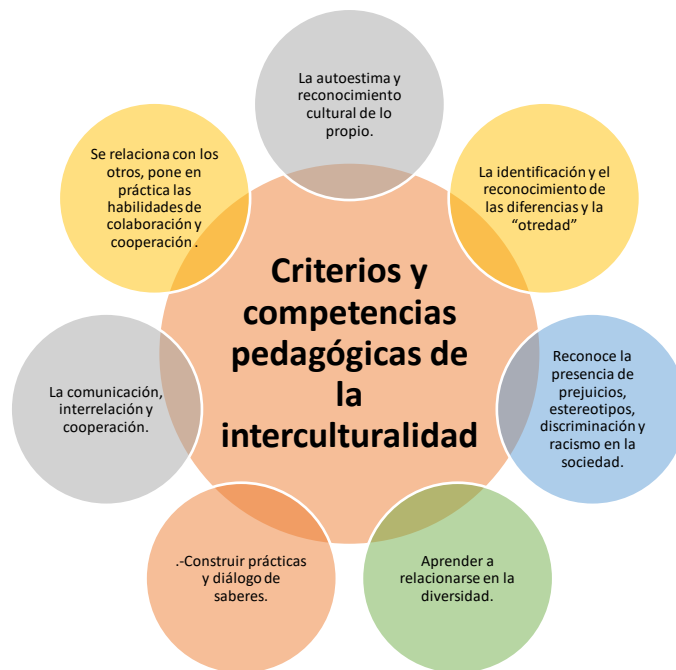 La autoestima y
reconocimiento
cultural de lo
propio.
La identificación y el
reconocimiento de
las diferencias y la
“otredad”
Reconoce la
presencia de
prejuicios,
estereotipos,
discriminación y
racismo en la
sociedad.
Aprender a
relacionarse en la
diversidad.
.-Construir prácticas
y diálogo de
saberes.
La comunicación,
interrelación y
cooperación.
Se relaciona con los
otros, pone en
práctica las
habilidades de
colaboración y
cooperación .
Criterios y
competencias
pedagógicas de
la
interculturalidad